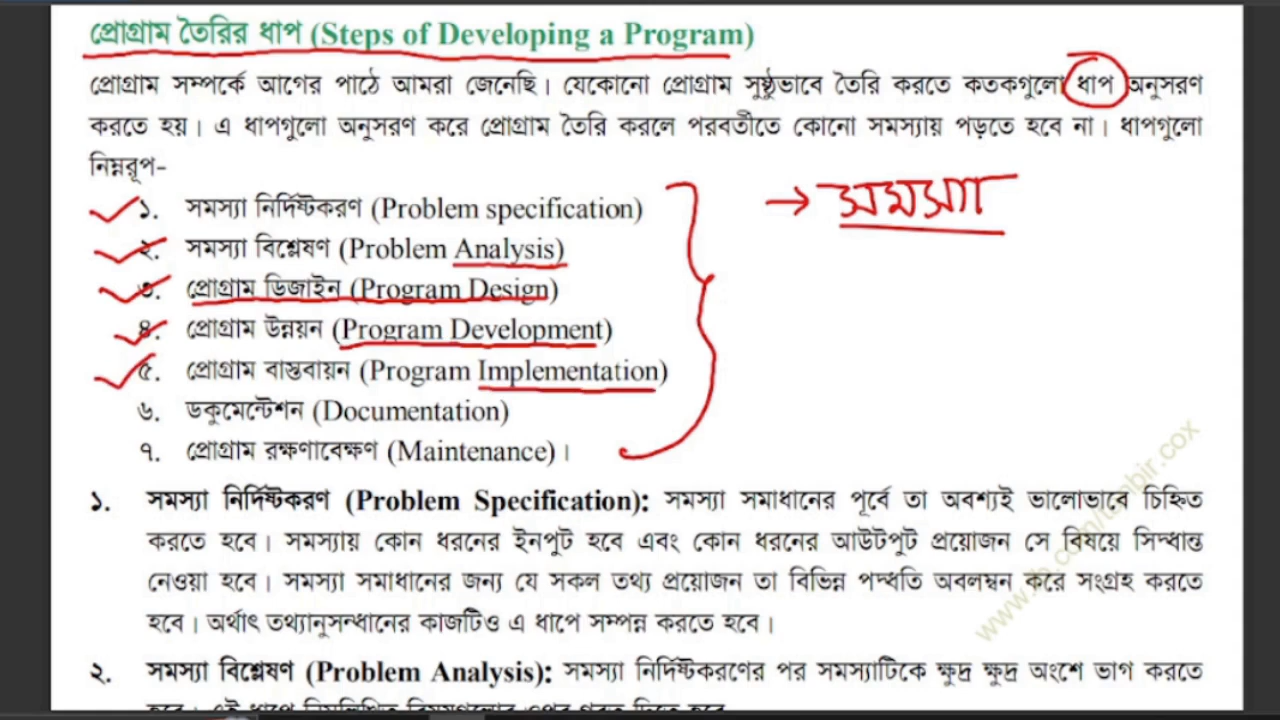 প্রোগ্রাম তৈরির ধাপ (Steps of Developing a Program)
প্রোগ্রাম সম্পর্কে আগের পাঠে আমরা জেনেছি। যেকোনো প্রোগ্রাম সুষ্ঠুভাবে তৈরি করতে কতকগুলো ধাপ অনুসরণ
করতে হয়। এ ধাপগুলো অনুসরণ করে প্রোগ্রাম তৈরি করলে পরবর্তীতে কোনো সমস্যায় পড়তে হবে না। ধাপগুলো
নিম্নরূপ-
১. সমস্যা নির্দিষ্টকরণ (Problem specification)
→ সমস্যা
২. সমস্যা বিশ্লেষণ (Problem Analysis)
৩. প্রোগ্রাম ডিজাইন (Program Design)
৪. প্রোগ্রাম উন্নয়ন (Program Development)
৫. প্রোগ্রাম বাস্তবায়ন (Program Implementation)
৬. ডকুমেন্টেশন (Documentation)
৭. প্রোগ্রাম রক্ষণাবেক্ষণ (Maintenance)।
১. সমস্যা নির্দিষ্টকরণ (Problem Specification): সমস্যা সমাধানের পূর্বে তা অবশ্যই ভালোভাবে চিহ্নিত
করতে হবে। সমস্যায় কোন ধরনের ইনপুট হবে এবং কোন ধরনের আউটপুট প্রয়োজন সে বিষয়ে সিদ্ধান্ত
নেওয়া হবে। সমস্যা সমাধানের জন্য যে সকল তথ্য প্রয়োজন তা বিভিন্ন পদ্ধতি অবলম্বন করে সংগ্রহ করতে
হবে। অর্থাৎ তথ্যানুসন্ধানের কাজটিও এ ধাপে সম্পন্ন করতে হবে।
২. সমস্যা বিশ্লেষণ (Problem Analysis): সমস্যা নির্দিষ্টকরণের পর সমস্যাটিকে ক্ষুদ্র ক্ষুদ্র অংশে ভাগ করতে